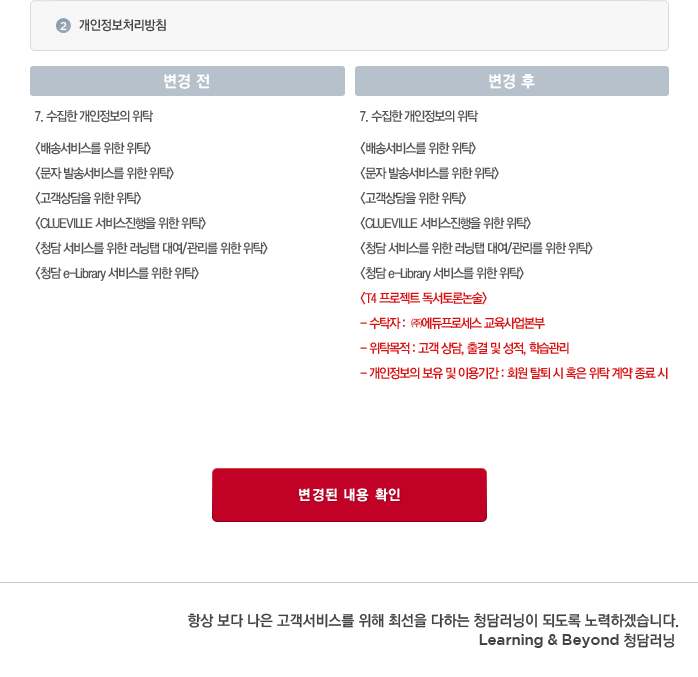 2 개인정보처리방침
변경 전
7. 수집한 개인정보의 위탁
<배송서비스를 위한 위탁>
<문자 발송서비스를 위한 위탁>
<고객상담을 위한 위탁>
<CLUEVILLE 서비스진행을 위한 위탁>
<청담 서비스를 위한 러닝탭 대여/관리를 위한 위탁>
<청담 e-Library 서비스를 위한 위탁>
변경 후
7. 수집한 개인정보의 위탁
<배송서비스를 위한 위탁>
<문자 발송서비스를 위한 위탁>
<고객상담을 위한 위탁>
<CLUEVILLE 서비스진행을 위한 위탁>
<청담 서비스를 위한 러닝탭 대여/관리를 위한 위탁>
<청담 e-Library 서비스를 위한 위탁>
<T4 프로젝트 독서토론논술>
- 수탁자 : ㈜에듀프로세스 교육사업본부
- 위탁목적 : 고객 상담, 출결 및 성적, 학습관리
- 개인정보의 보유 및 이용기간 : 회원 탈퇴 시 혹은 위탁 계약 종료 시
변경된 내용 확인
항상 보다 나은 고객서비스를 위해 최선을 다하는 청담러닝이 되도록 노력하겠습니다.
Learning & Beyond 청담러닝